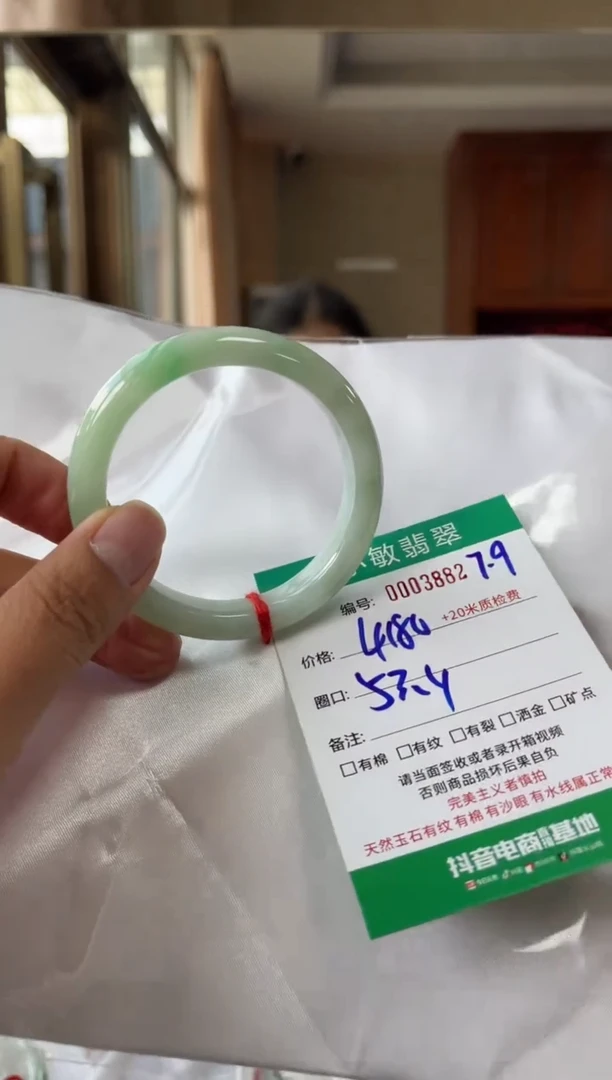 敏翡翠
编号: 0003882 7-9
价格: 4180 +20米质检费
圈口: 53.4
备注:
□有棉 □有纹 □有裂 □洒金 □矿点
请当面签收或者录开箱视频
否则商品损坏后果自负
完美主义者慎拍
天然玉石有纹有棉有沙眼有水线属正常
抖音电商直播基地